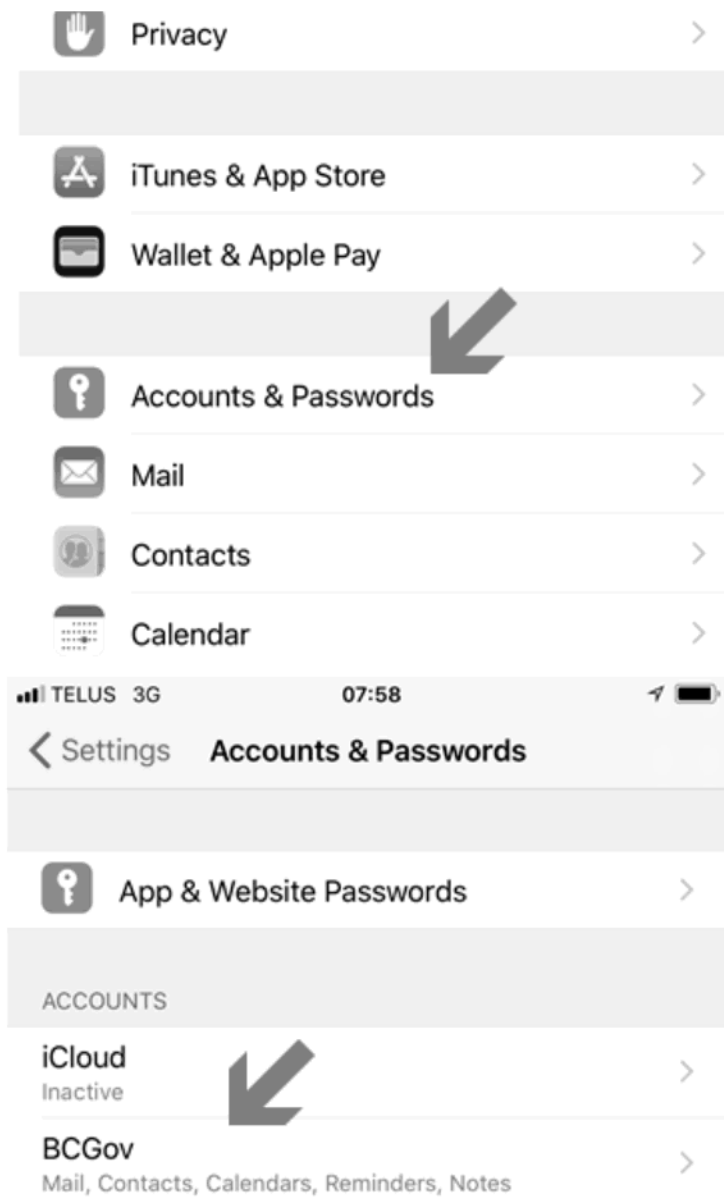 Privacy
iTunes & App Store
Wallet & Apple Pay
Accounts & Passwords
Mail
Contacts
Calendar
TELUS 3G 07:58
Settings Accounts & Passwords
App & Website Passwords
ACCOUNTS
iCloud
Inactive
BCGov
Mail, Contacts, Calendars, Reminders, Notes